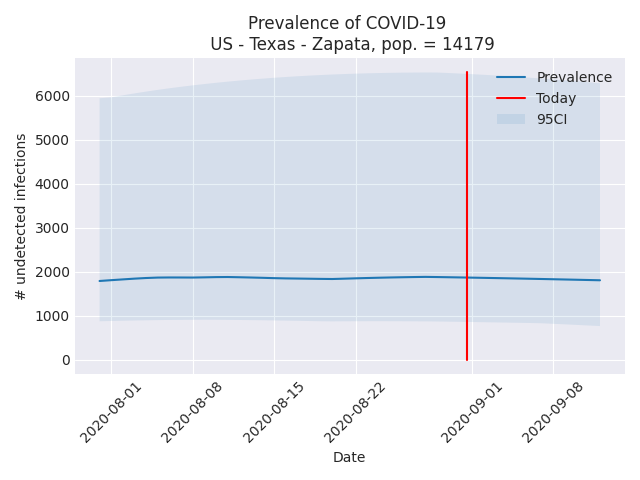 Prevalence of COVID-19
US - Texas - Zapata, pop. = 14179
Prevalence
Today
95CI
# undetected infections
6000
5000
4000
3000
2000
1000
0
2020-08-01
2020-08-08
2020-08-15
2020-08-22
2020-09-01
2020-09-08
Date